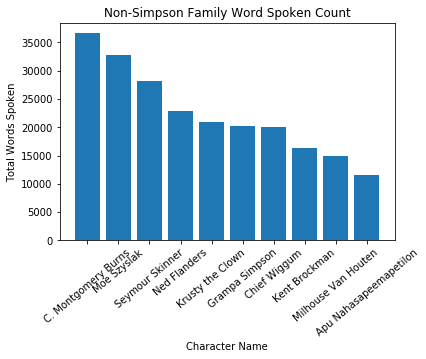 Non-Simpson Family Word Spoken Count
Total Words Spoken
35000
30000
25000
20000
15000
10000
5000
0
C. Montgomery Burns
Moe Szyslak
Seymour Skinner
Ned Flanders
Krusty the Clown
Grampa Simpson
Chief Wiggum
Kent Brockman
Milhouse Van Houten
Apu Nahasapeemapetilon
Character Name